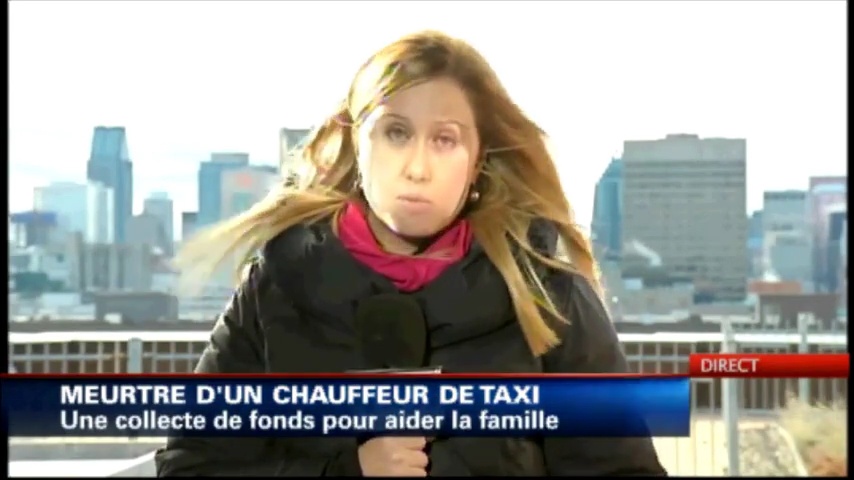 DIRECT
MEURTRE D'UN CHAUFFEUR DE TAXI
Une collecte de fonds pour aider la famille